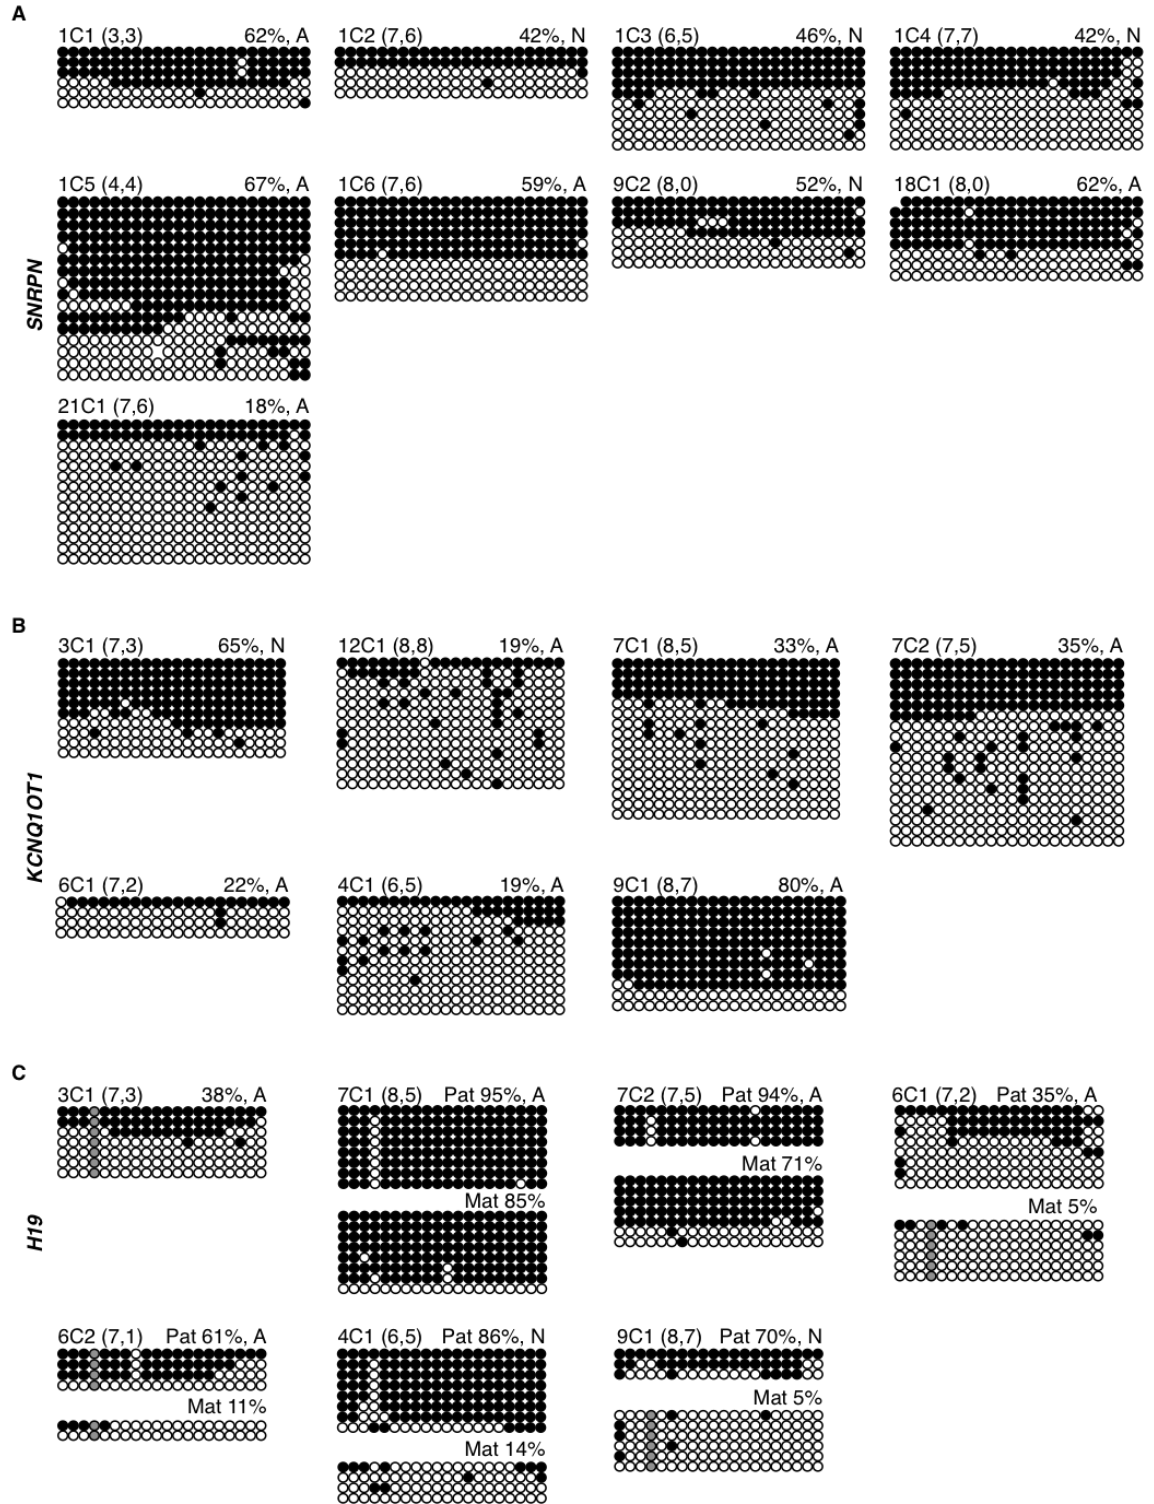 A
1C1 (3,3) 62%, A
1C2 (7,6) 42%, N
1C3 (6,5) 46%, N
1C4 (7,7) 42%, N
1C5 (4,4) 67%, A
1C6 (7,6) 59%, A
9C2 (8,0) 52%, N
18C1 (8,0) 62%, A
SNRPN
21C1 (7,6) 18%, A
B
3C1 (7,3) 65%, N
12C1 (8,8) 19%, A
7C1 (8,5) 33%, A
7C2 (7,5) 35%, A
KCNQ1OT1
6C1 (7,2) 22%, A
4C1 (6,5) 19%, A
9C1 (8,7) 80%, A
C
3C1 (7,3) 38%, A
7C1 (8,5) Pat 95%, A
7C2 (7,5) Pat 94%, A
6C1 (7,2) Pat 35%, A
Mat 85%
Mat 71%
Mat 5%
H19
6C2 (7,1) Pat 61%, A
4C1 (6,5) Pat 86%, N
9C1 (8,7) Pat 70%, N
Mat 11%
Mat 14%
Mat 5%